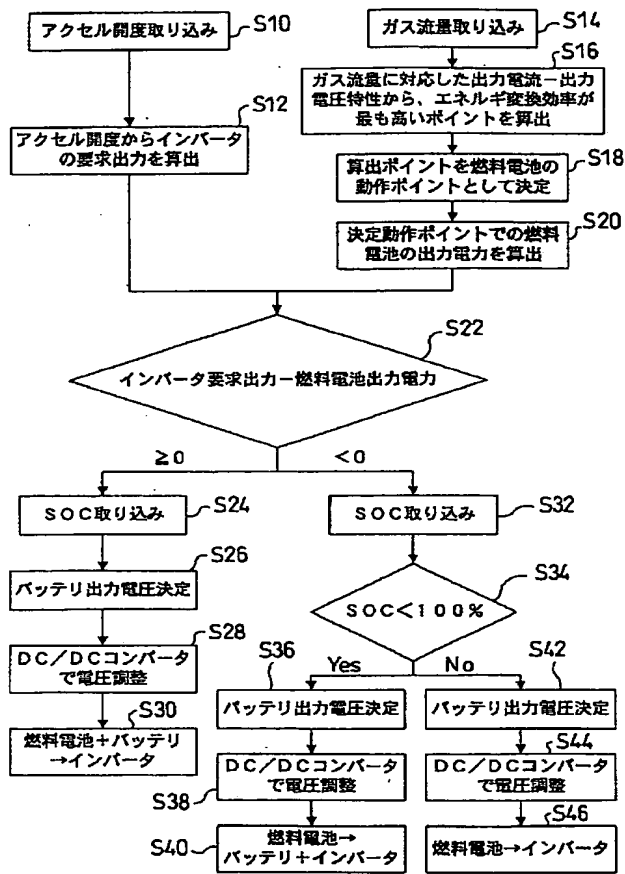 アクセル開度取り込み
S10
アクセル開度からインバータ
の要求出力を算出
S12
ガス流量取り込み
S14
ガス流量に対応した出力電流－出力
電圧特性から、エネルギ変換効率が
最も高いポイントを算出
S16
算出ポイントを燃料電池の
動作ポイントとして決定
S18
決定動作ポイントでの燃料
電池の出力電力を算出
S20
インバータ要求出力－燃料電池出力電力
S22
≧0
<0
SOC取り込み
S24
バッテリ出力電圧決定
S26
DC／DCコンバータ
で電圧調整
S28
燃料電池＋バッテリ
→インバータ
S30
SOC取り込み
S32
SOC＜100％
S34
Yes
No
バッテリ出力電圧決定
S36
DC／DCコンバータ
で電圧調整
S38
燃料電池→
バッテリ＋インバータ
S40
バッテリ出力電圧決定
S42
DC／DCコンバータ
で電圧調整
S44
燃料電池→インバータ
S46